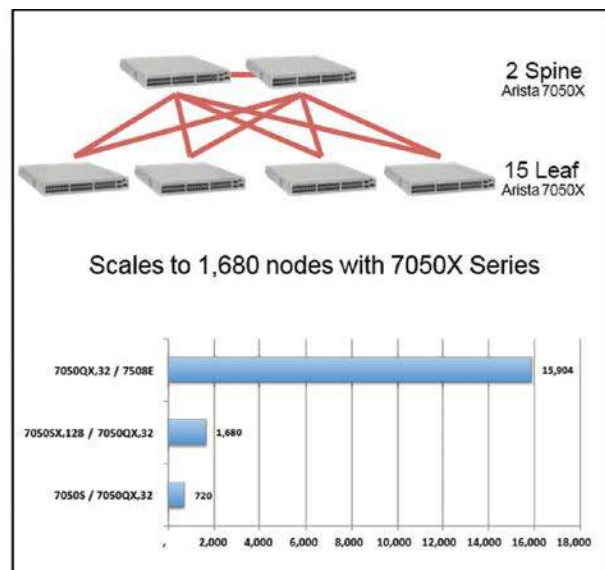 2 Spine
Arista 7050X
15 Leaf
Arista 7050X
Scales to 1,680 nodes with 7050X Series
7050QX,32 / 7508E
15,904
7050SX,128 / 7050QX,32
1,680
7050S / 7050QX,32
720
, 2,000 4,000 6,000 8,000 10,000 12,000 14,000 16,000 18,000